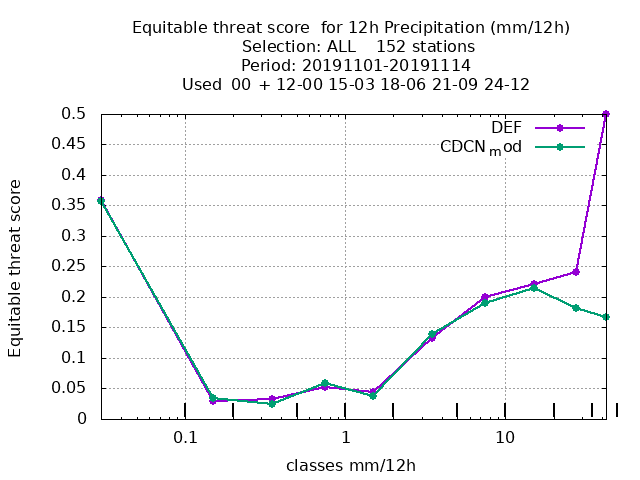 Equitable threat score  for 12h Precipitation (mm/12h)
Selection: ALL    152 stations
Period: 20191101-20191114
Used  00 + 12-00 15-03 18-06 21-09 24-12
DEF
CDCNmod
0.5
0.45
0.4
0.35
0.3
0.25
0.2
0.15
0.1
0.05
0
Equitable threat score
0.1
1
10
classes mm/12h